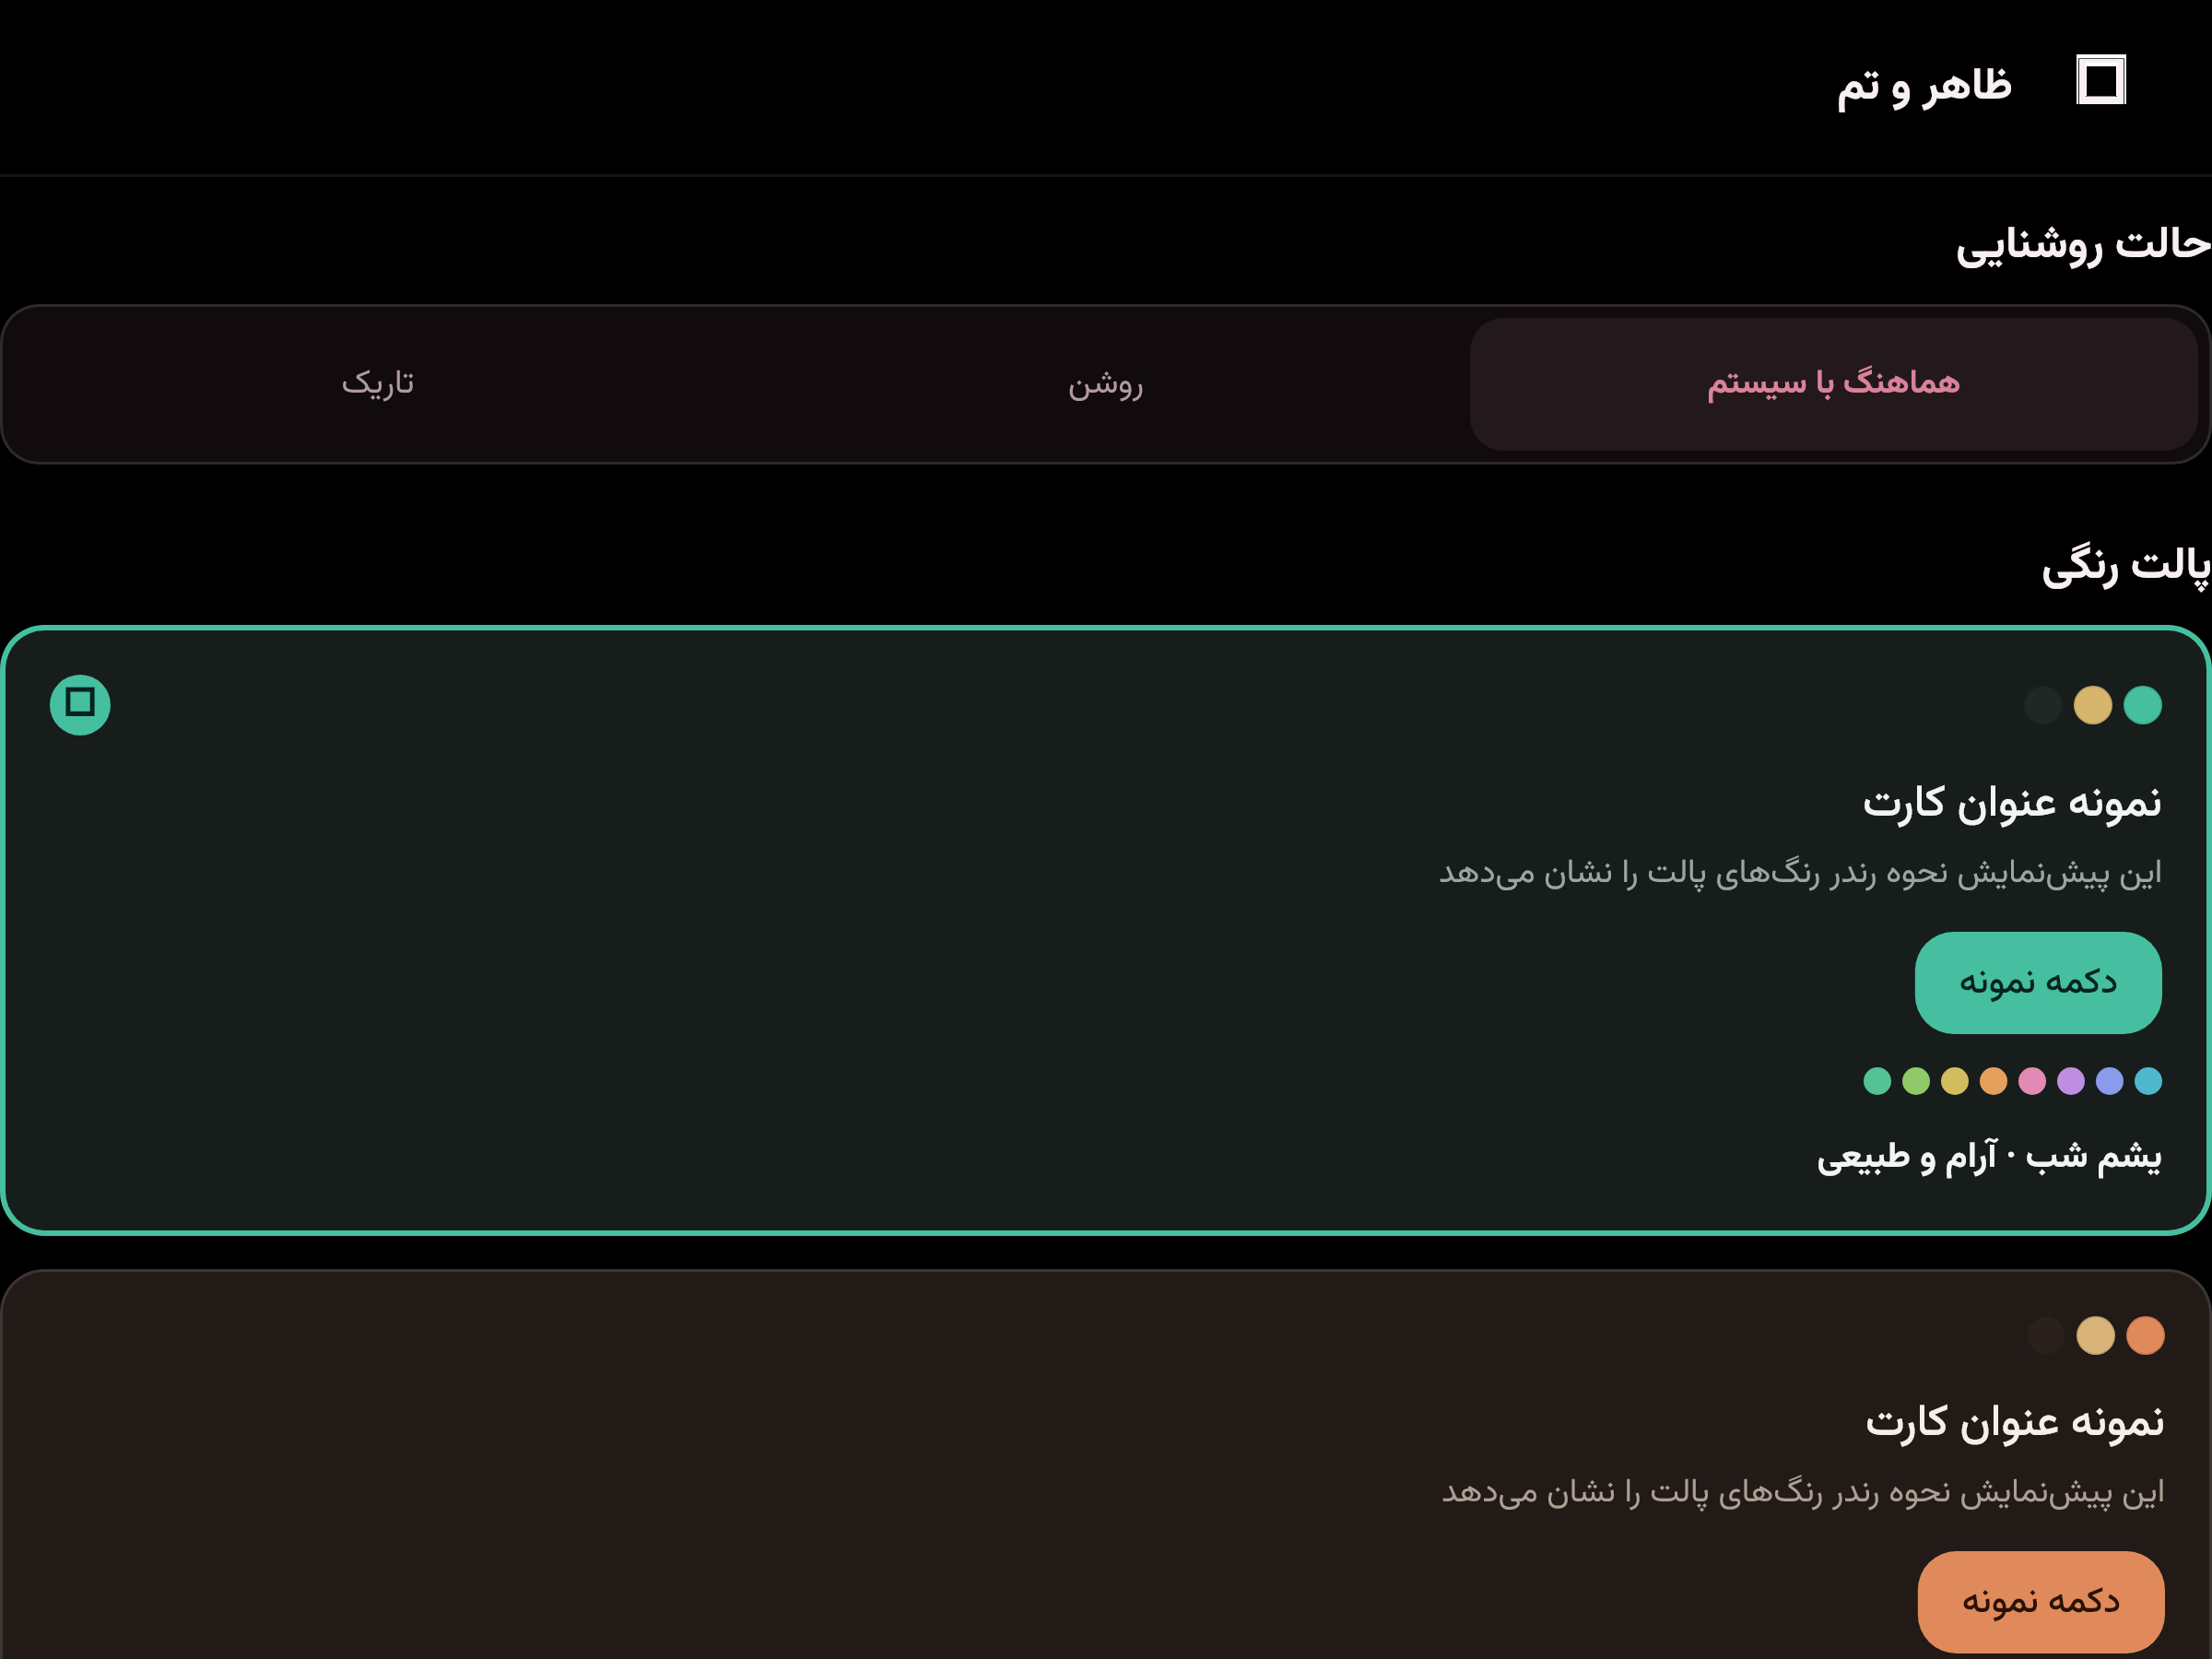 ظاهر و تم
حالت روشنایی
هماهنگ با سیستم
روشن
تاریک
پالت رنگی
نمونه عنوان کارت
این پیش‌نمایش نحوه رندر رنگ‌های پالت را نشان می‌دهد
دکمه نمونه
یشم شب · آرام و طبیعی
نمونه عنوان کارت
این پیش‌نمایش نحوه رندر رنگ‌های پالت را نشان می‌دهد
دکمه نمونه